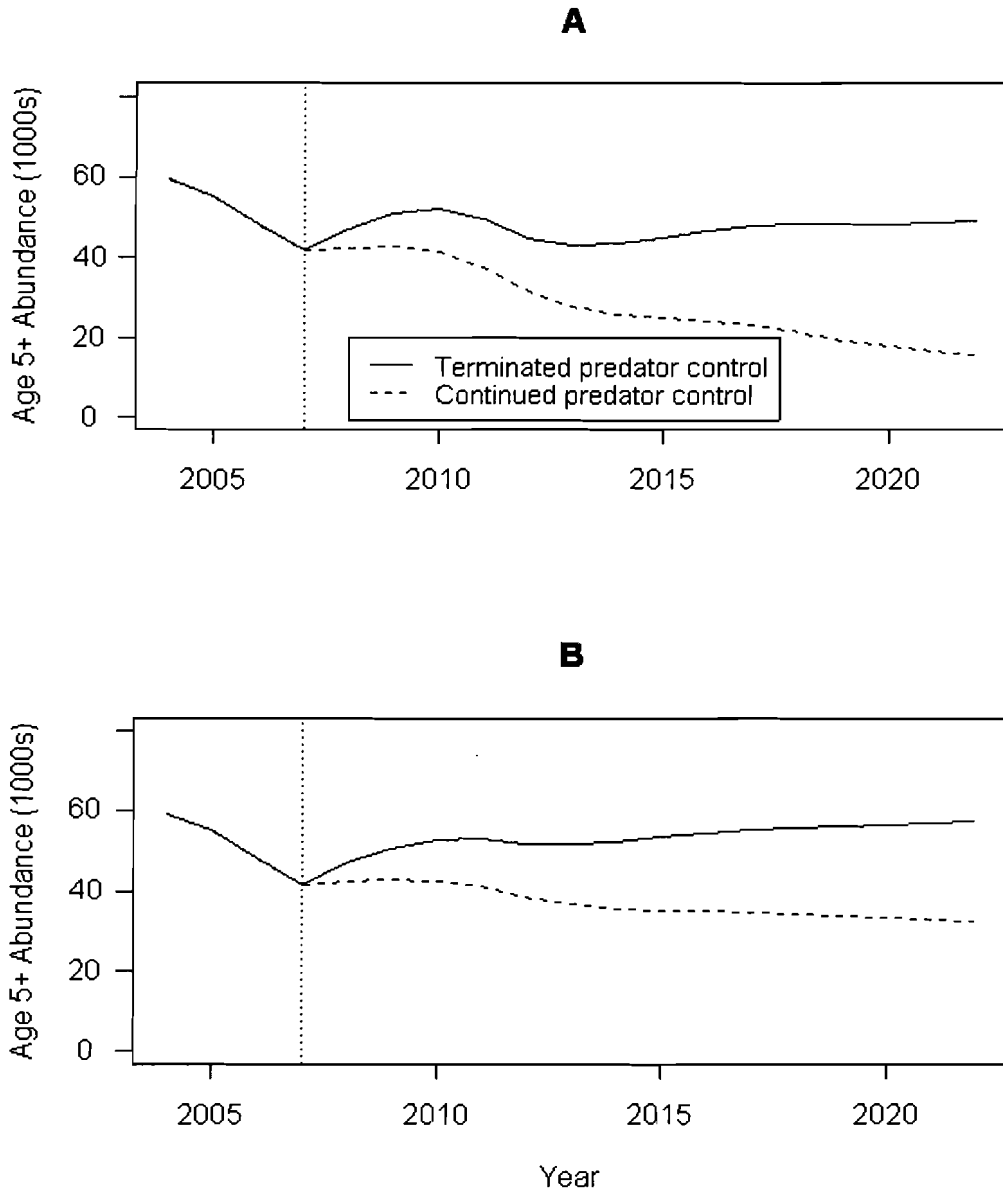 A
Age 5+ Abundance (1000s)
60
40
20
0
Terminated predator control
Continued predator control
2005
2010
2015
2020
B
Age 5+ Abundance (1000s)
60
40
20
0
2005
2010
2015
2020
Year